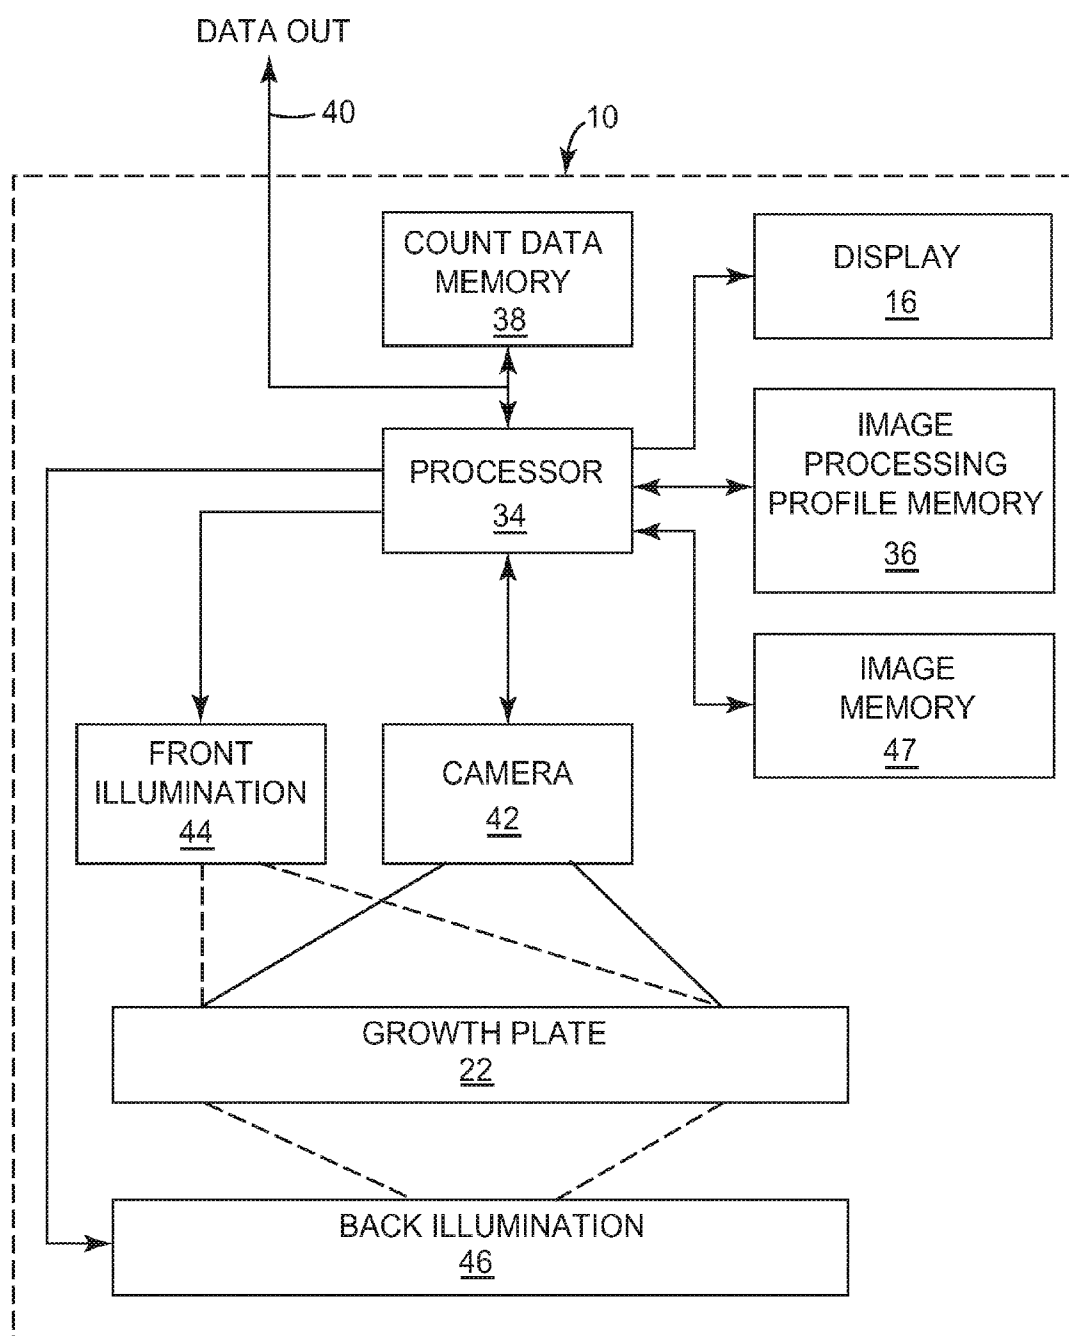 DATA OUT
40
10
COUNT DATA
MEMORY
38
DISPLAY
16
IMAGE
PROCESSING
PROFILE MEMORY
36
PROCESSOR
34
IMAGE
MEMORY
47
FRONT
ILLUMINATION
44
CAMERA
42
GROWTH PLATE
22
BACK ILLUMINATION
46